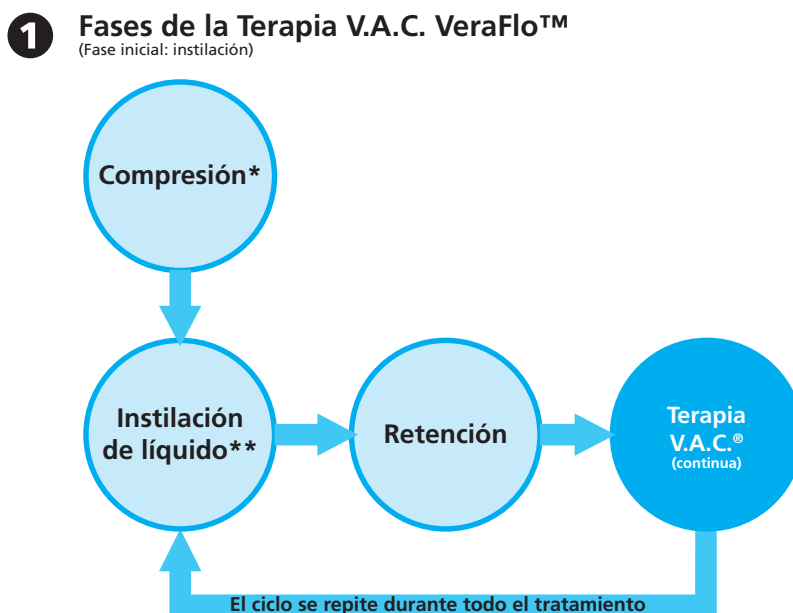 1
Fases de la Terapia V.A.C. VeraFlo™
(Fase inicial: instilación)
Compresión*
Instilación
de líquido**
Retención
Terapia
V.A.C.®
(continua)
El ciclo se repite durante todo el tratamiento